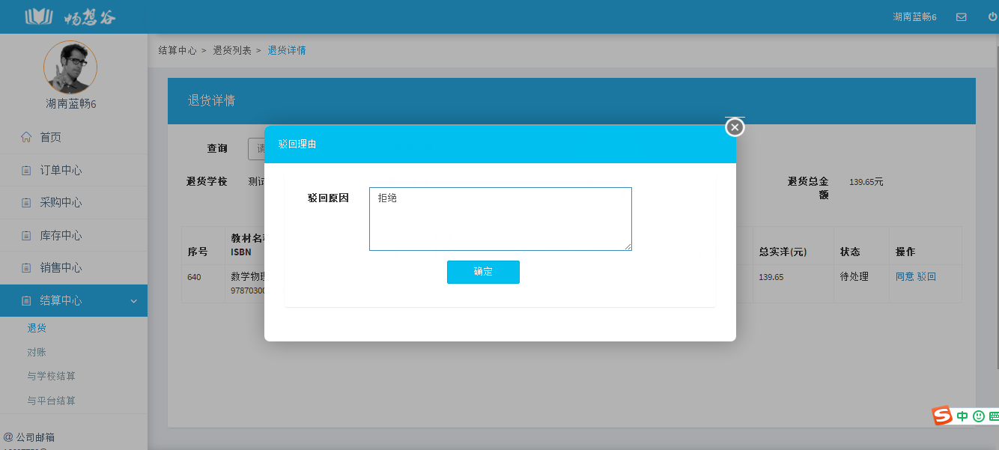 畅想谷
湖南蓝畅6
湖南蓝畅6
首页
订单中心
采购中心
库存中心
销售中心
结算中心
退货
对账
与学校结算
与平台结算
@ 公司邮箱
结算中心 > 退货列表 > 退货详情
退货详情
查询
请
退货学校 测试
退货总金额 139.65元
驳回理由
驳回原因
拒绝
确定
序号
教材名称
ISBN
总实洋(元)
状态
操作
640
数学物理
97870300
139.65
待处理
同意 驳回
中